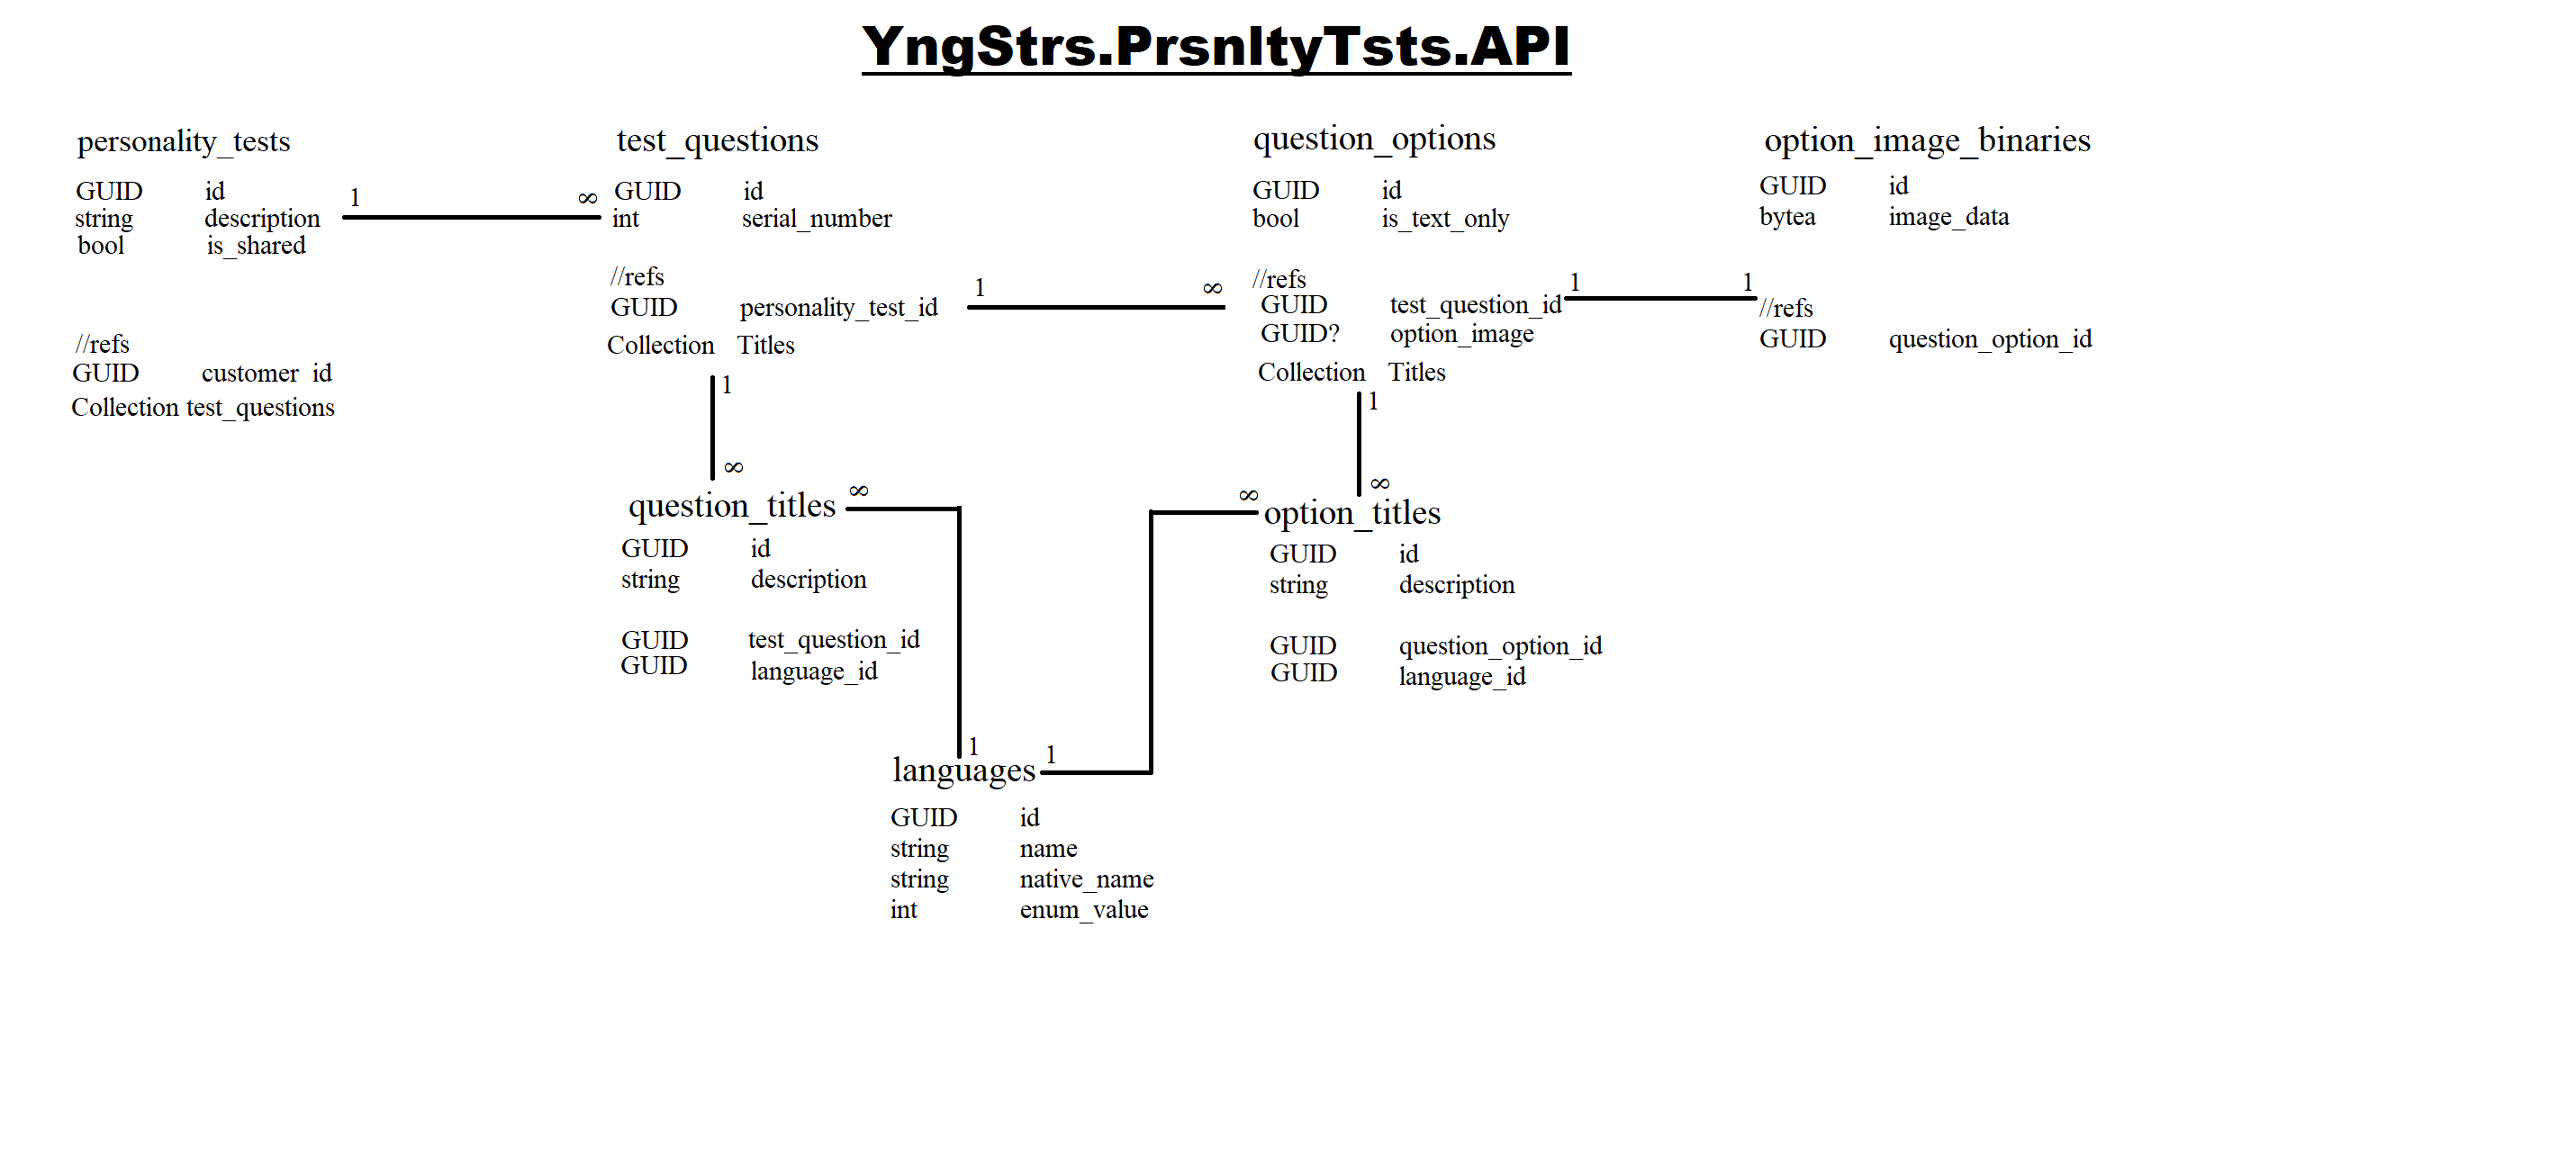 YngStrs.PrsnltyTsts.API
personality_tests
GUID id
string description
bool is_shared
//refs
GUID customer_id
Collection test_questions
1 ∞
test_questions
GUID id
int serial_number
//refs
GUID personality_test_id
Collection Titles
1 ∞
question_options
GUID id
bool is_text_only
//refs
GUID test_question_id
GUID? option_image
Collection Titles
1 1
option_image_binaries
GUID id
bytea image_data
//refs
GUID question_option_id
1
∞
question_titles ∞
GUID id
string description
GUID test_question_id
GUID language_id
1
∞
∞ option_titles
GUID id
string description
GUID question_option_id
GUID language_id
1 1
languages
GUID id
string name
string native_name
int enum_value